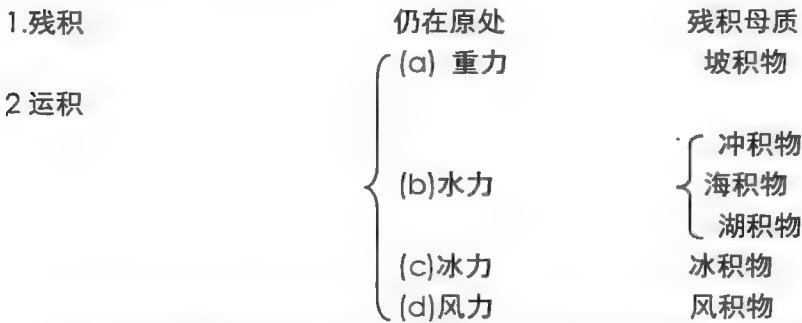 1.残积 仍在原处 残积母质
(a) 重力 坡积物
2 运积
冲积物
(b)水力 海积物
湖积物
(c)冰力 冰积物
(d)风力 风积物